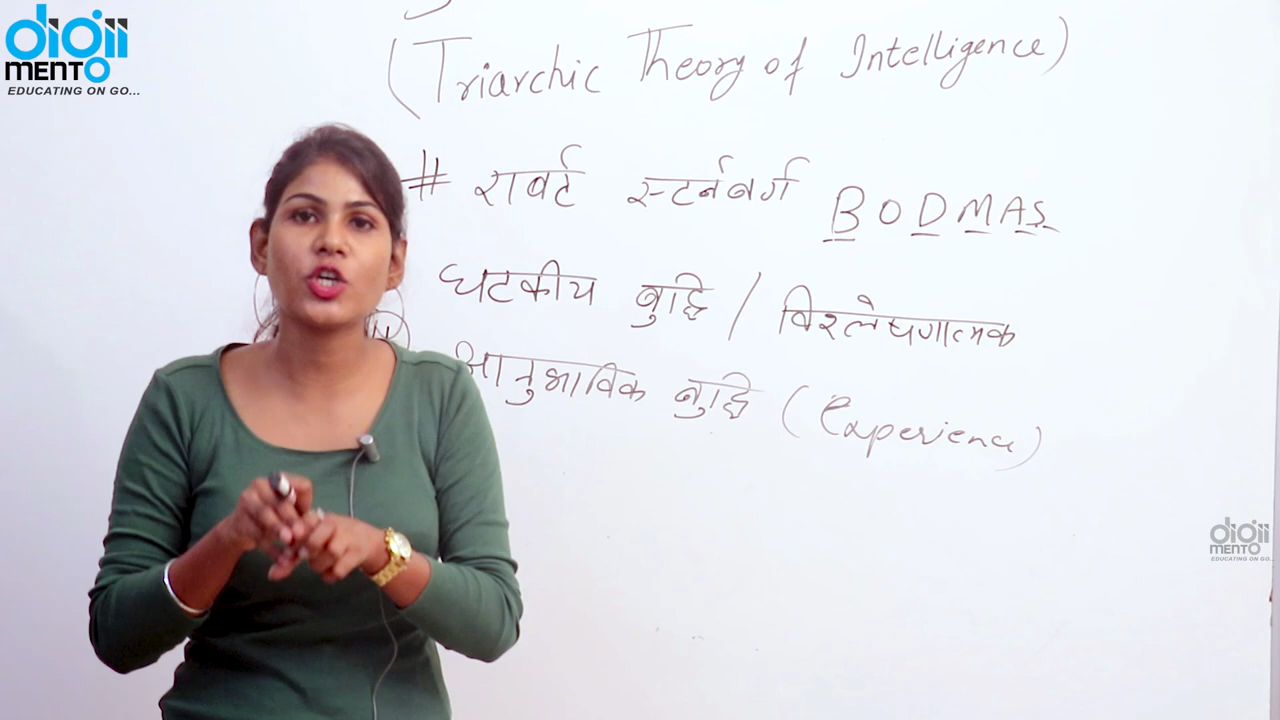 digii
MENTO
EDUCATING ON GO...
(Triarchic Theory of Intelligence)
# राबर्ट स्टर्नबर्ग BODMAS
घटकीय बुद्धि / विश्लेषणात्मक
आनुभाविक बुद्धि (Experience)
digii
MENTO
EDUCATING ON GO...